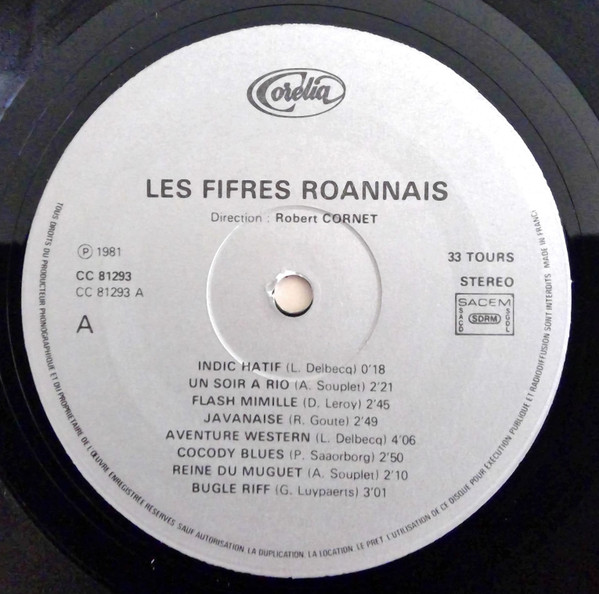 Corélia
LES FIFRES ROANNAIS
Direction : Robert CORNET
℗ 1981
CC 81293
CC 81293 A
A
33 TOURS
STEREO
SACEM
SACD
SDRM
SGDL
INDIC HATIF (L. Delbecq) 0'18
UN SOIR A RIO (A. Souplet) 2'21
FLASH MIMILLE (D. Leroy) 2'45
JAVANAISE (R. Goute) 2'49
AVENTURE WESTERN (L. Delbecq) 4'06
COCODY BLUES (P. Saaorborg) 2'50
REINE DU MUGUET (A. Souplet) 2'10
BUGLE RIFF (G. Luypaerts) 3'01
TOUS DROITS DU PRODUCTEUR PHONOGRAPHIQUE ET DU PROPRIETAIRE DE L'ŒUVRE ENREGISTREE RESERVES SAUF AUTORISATION. LA DUPLICATION. LA LOCATION. LE PRET. L'UTILISATION DE CE DISQUE POUR EXECUTION PUBLIQUE ET RADIODIFFUSION SONT INTERDITS MADE IN FRANCE